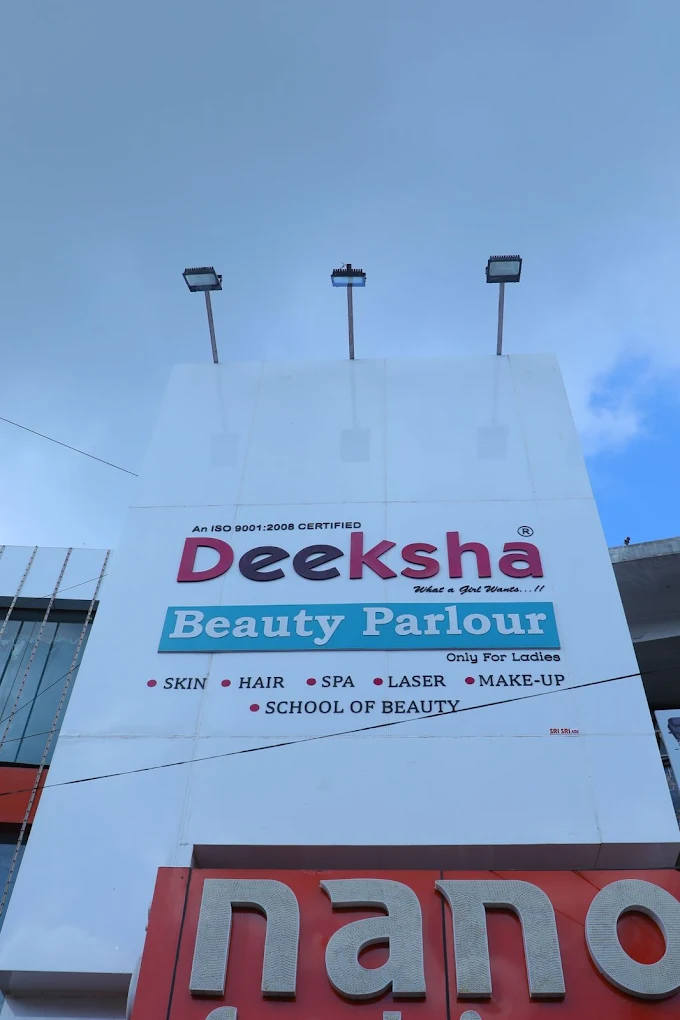 An ISO 9001:2008 CERTIFIED
Deeksha®
What a Girl Wants...!!
Beauty Parlour
Only For Ladies
• SKIN • HAIR • SPA • LASER • MAKE-UP
• SCHOOL OF BEAUTY
SRI SRI ADS
nano